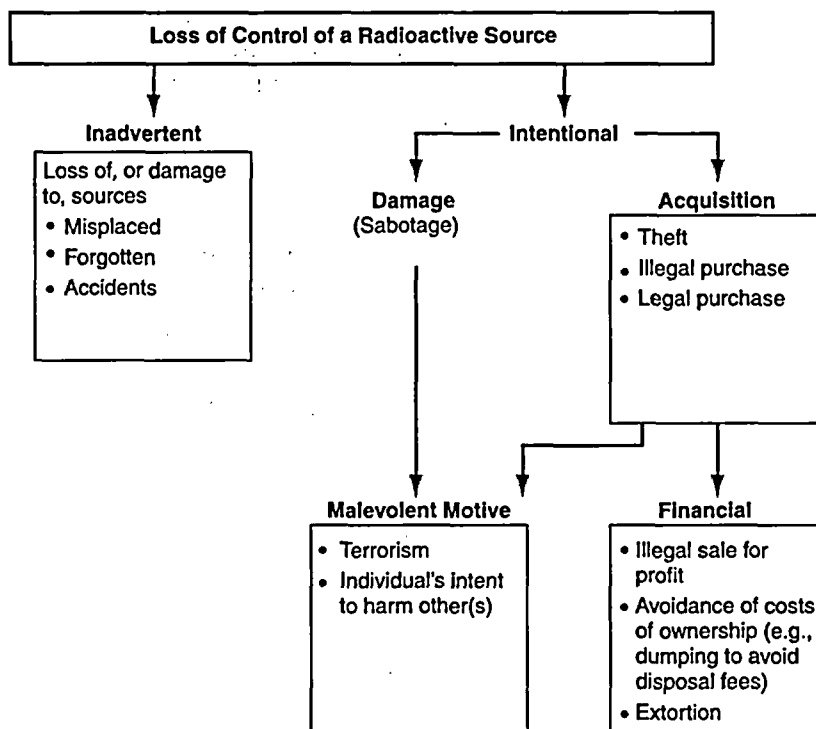 Loss of Control of a Radioactive Source
Inadvertent
Loss of, or damage
to, sources
• Misplaced
• Forgotten
• Accidents
Intentional
Damage
(Sabotage)
Acquisition
• Theft
• Illegal purchase
• Legal purchase
Malevolent Motive
• Terrorism
• Individual's intent
to harm other(s)
Financial
• Illegal sale for
profit
• Avoidance of costs
of ownership (e.g.,
dumping to avoid
disposal fees)
• Extortion